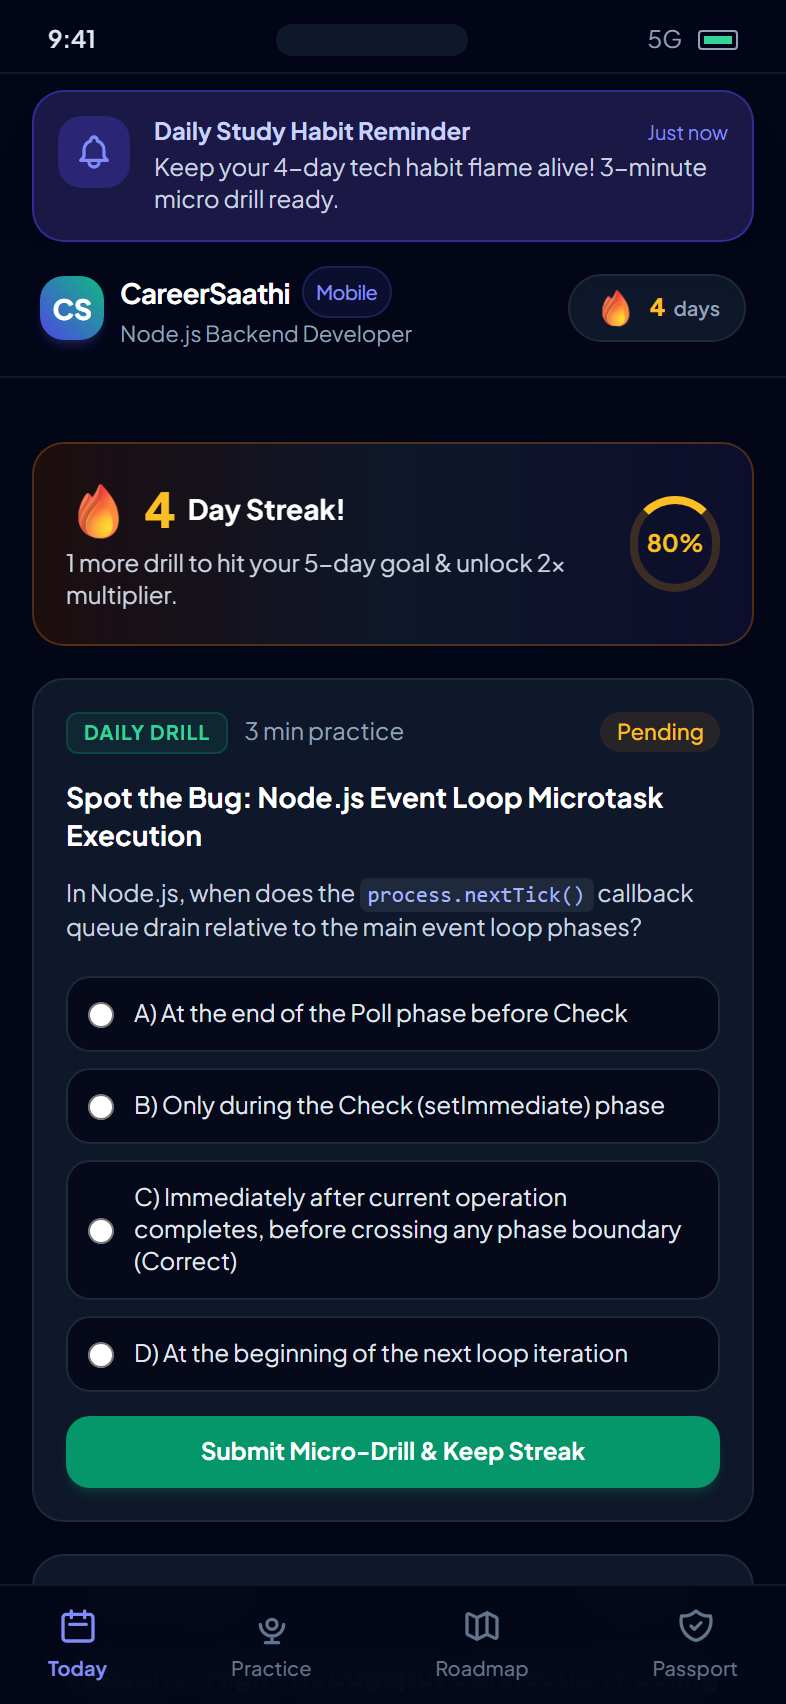 9:41
5G
Daily Study Habit Reminder
Just now
Keep your 4-day tech habit flame alive! 3-minute
micro drill ready.
CS
CareerSaathi
Mobile
Node.js Backend Developer
4 days
4 Day Streak!
1 more drill to hit your 5-day goal & unlock 2x
multiplier.
80%
DAILY DRILL
3 min practice
Pending
Spot the Bug: Node.js Event Loop Microtask
Execution
In Node.js, when does the process.nextTick() callback
queue drain relative to the main event loop phases?
A) At the end of the Poll phase before Check
B) Only during the Check (setImmediate) phase
C) Immediately after current operation
completes, before crossing any phase boundary
(Correct)
D) At the beginning of the next loop iteration
Submit Micro-Drill & Keep Streak
Today
Practice
Roadmap
Passport